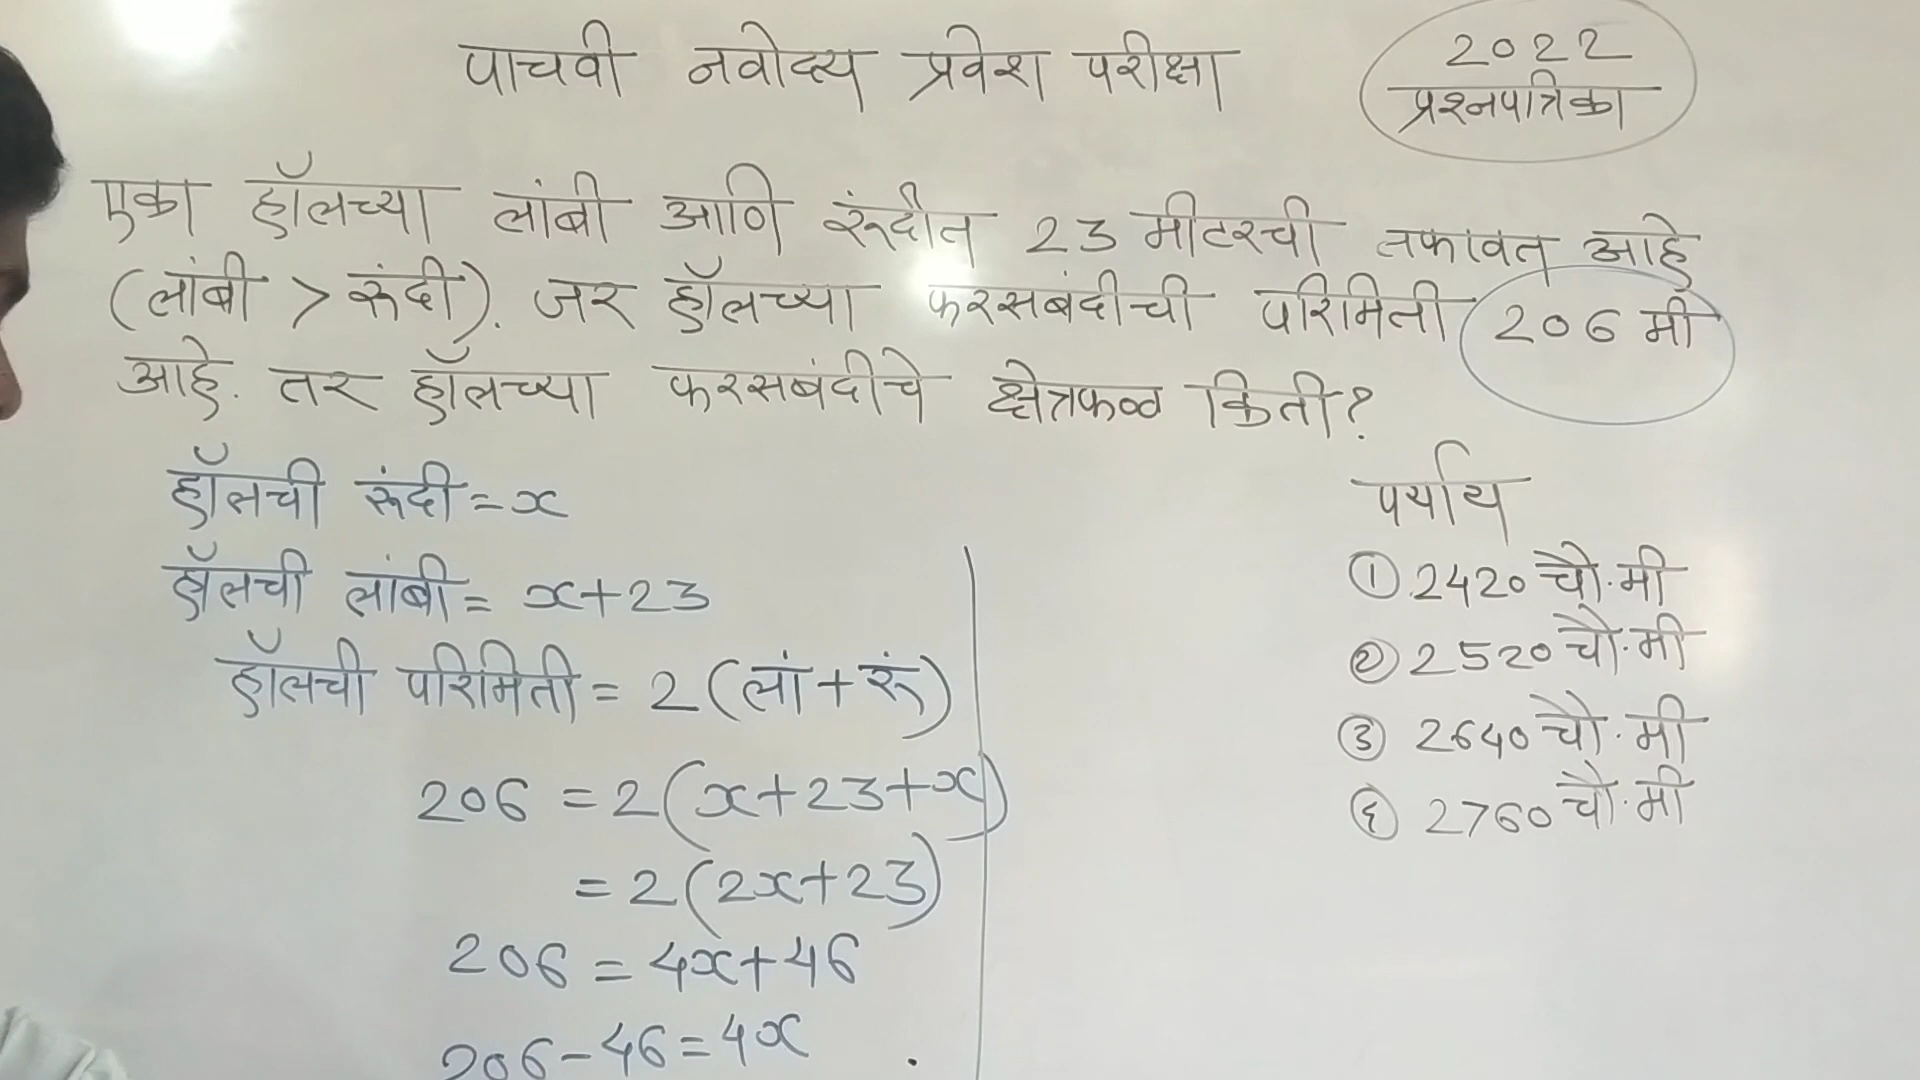 पाचवी नवोदय प्रवेश परीक्षा
2022
प्रश्नपत्रिका
एका हॉलच्या लांबी आणि रुंदीत 23 मीटरची तफावत आहे
(लांबी > रुंदी). जर हॉलच्या फरसबंदीची परिमिती 206 मी
आहे. तर हॉलच्या फरसबंदीचे क्षेत्रफळ किती?
हॉलची रुंदी = x
हॉलची लांबी = x+23
हॉलची परिमिती = 2(लां + रुं)
206 = 2(x+23+x)
= 2(2x+23)
206 = 4x+46
206-46=4x
पर्याय
① 2420 चौ.मी
② 2520 चौ.मी
③ 2640 चौ.मी
④ 2760 चौ.मी